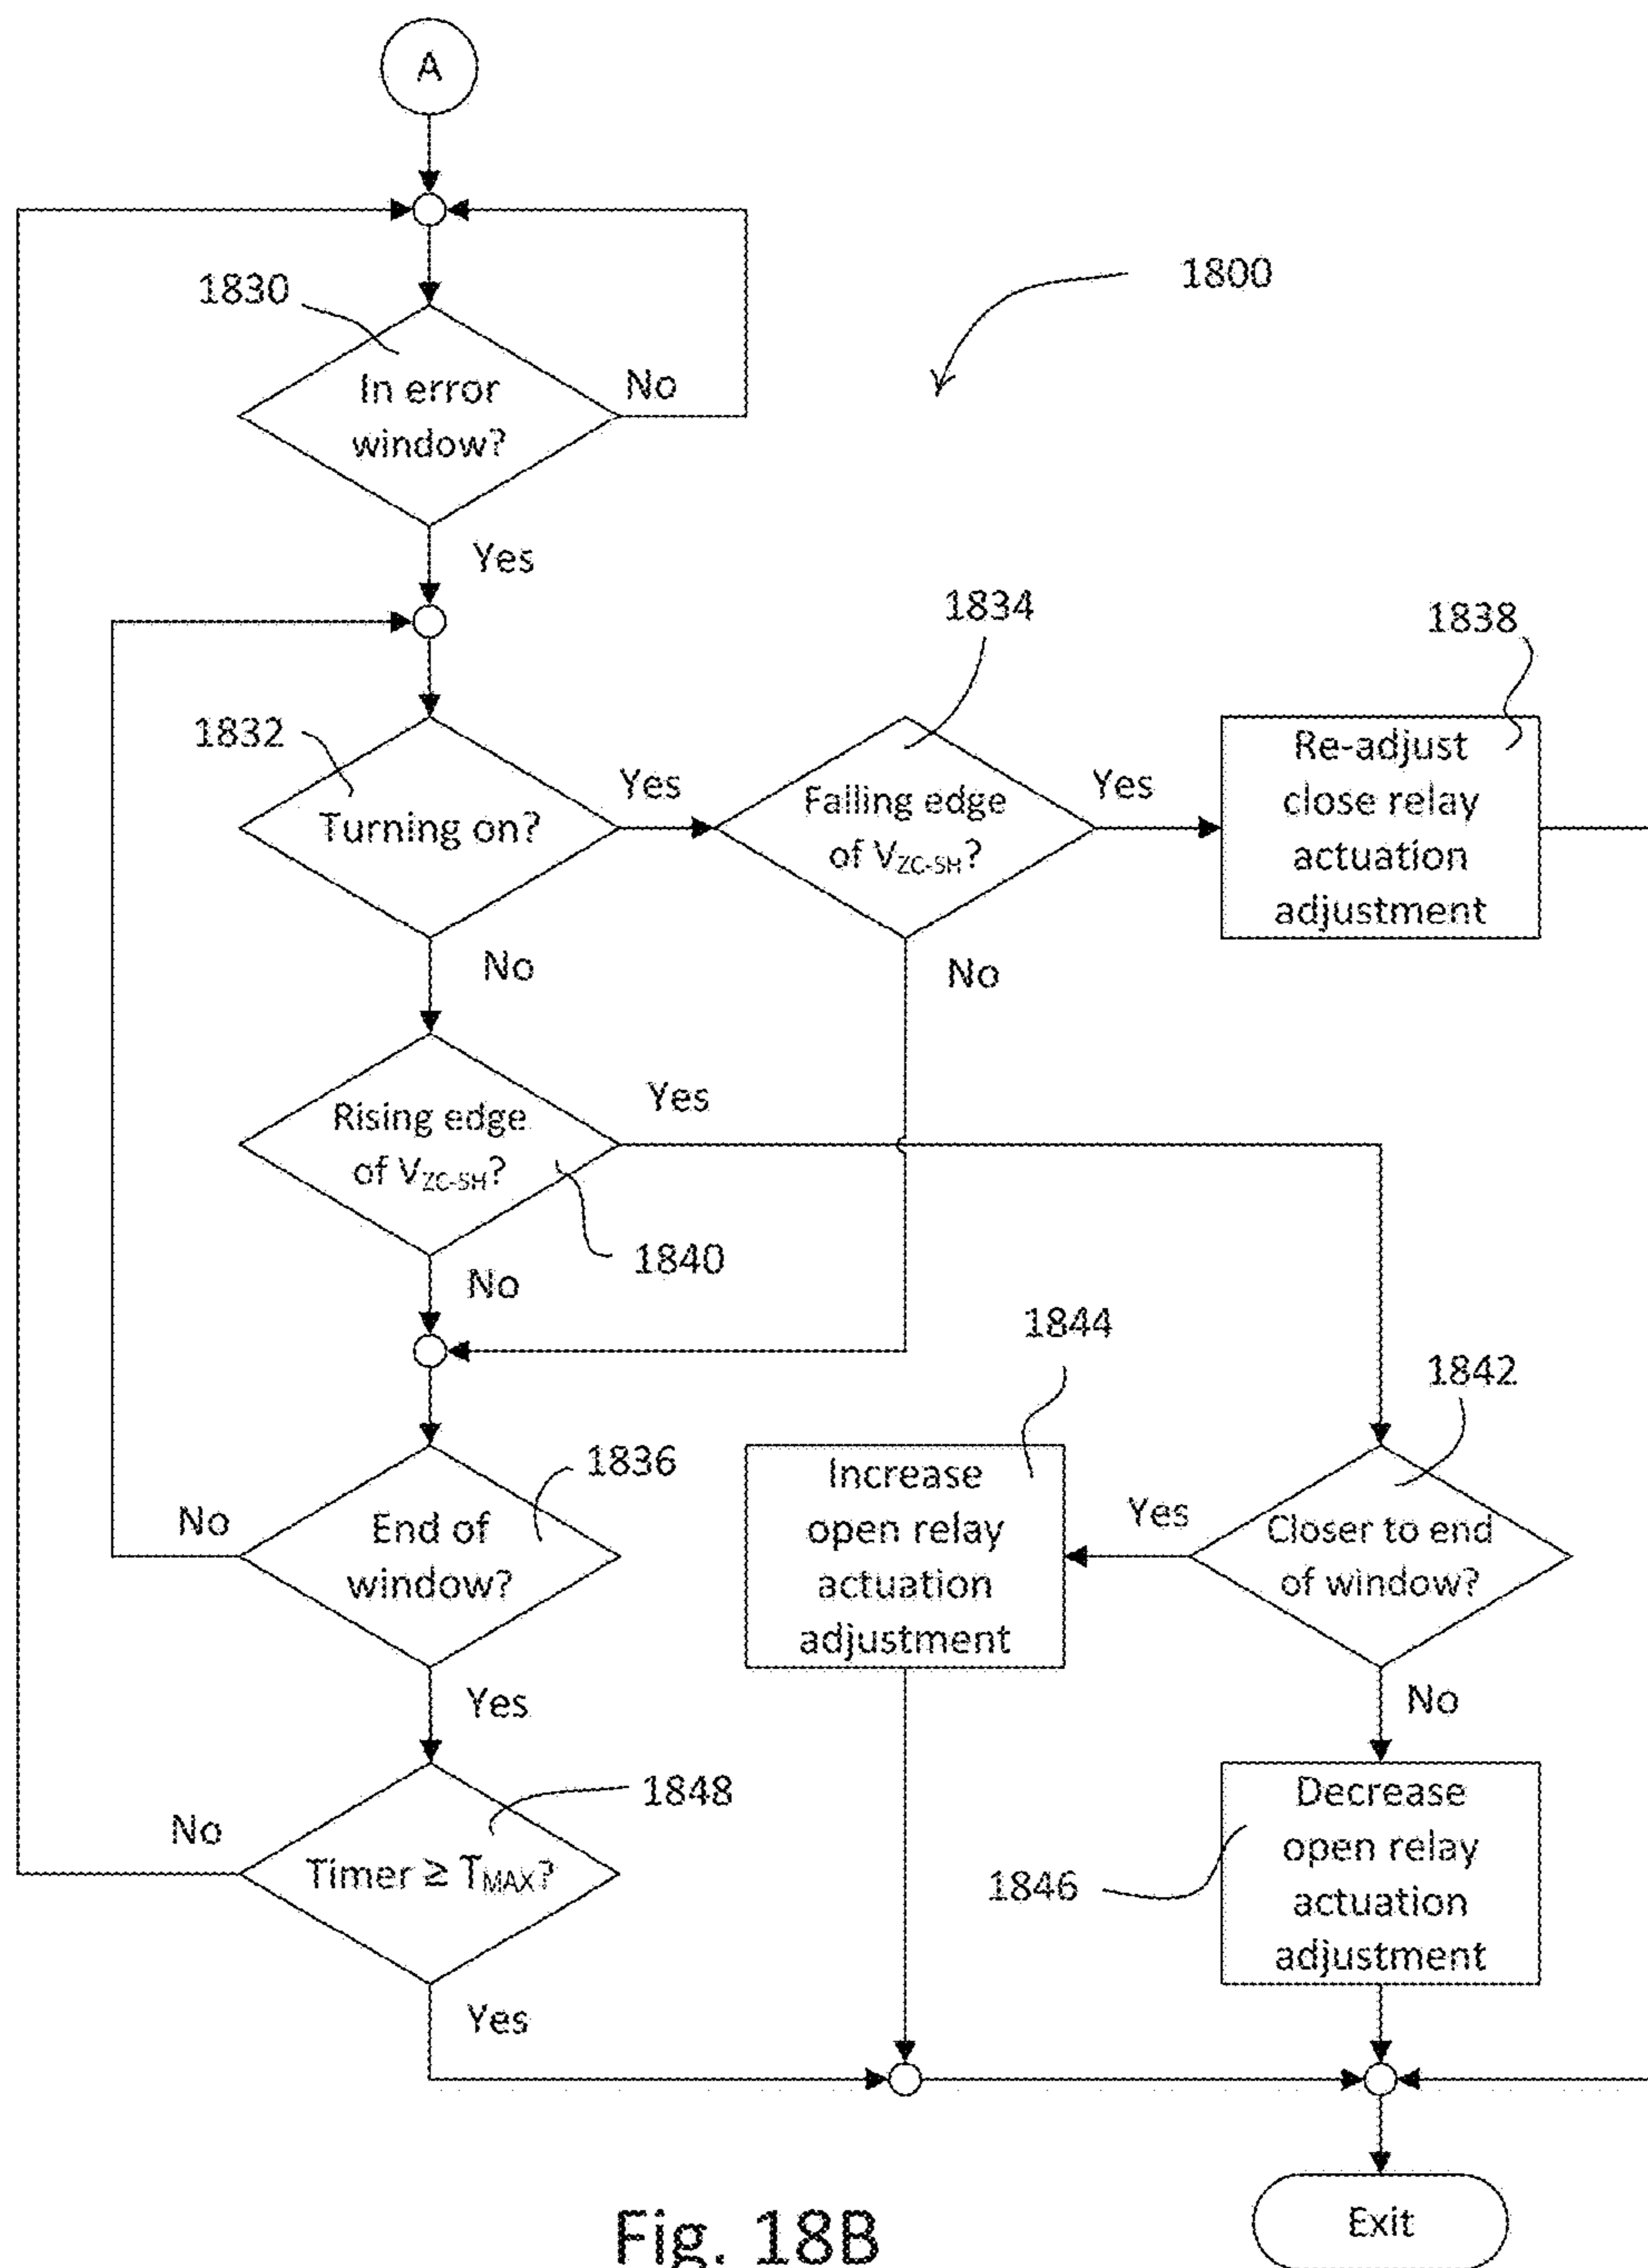 A
1800
1830
In error
window?
No
Yes
1834
1838
1832
Turning on?
Yes
Falling edge
of VZC-SH?
Yes
Re-adjust
close relay
actuation
adjustment
No
No
Rising edge
of VZC-SH?
Yes
1840
No
1844
1842
1836
End of
window?
No
Increase
open relay
actuation
adjustment
Yes
Closer to end
of window?
Yes
No
1848
No
Timer ≥ TMAX?
1846
Decrease
open relay
actuation
adjustment
Yes
Exit
Fig. 18B